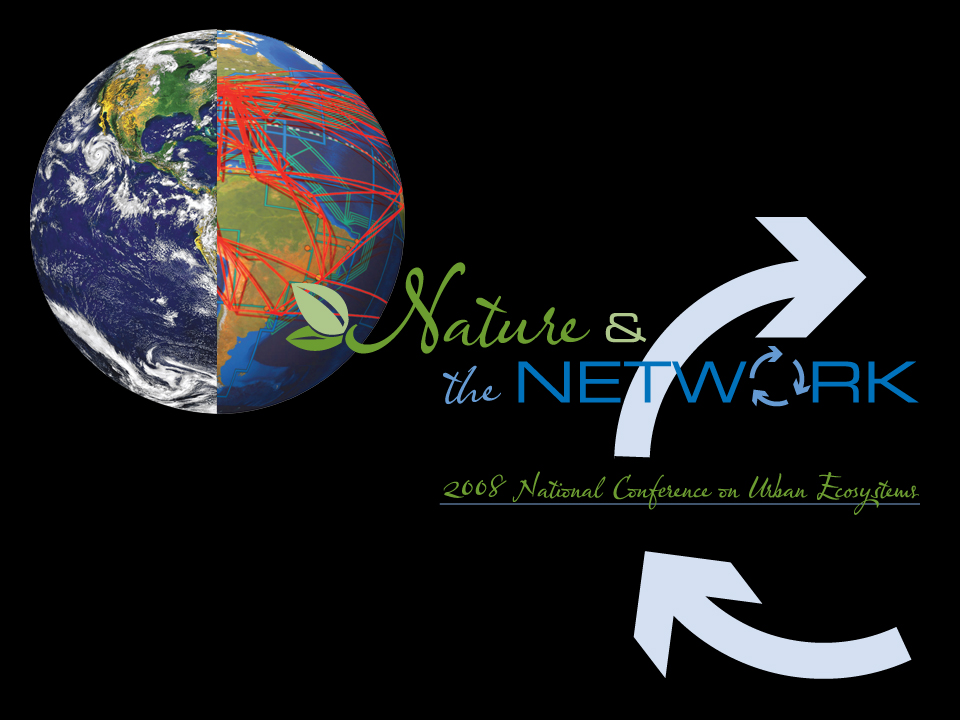 Nature &
the NETWORK
2008 National Conference on Urban Ecosystems